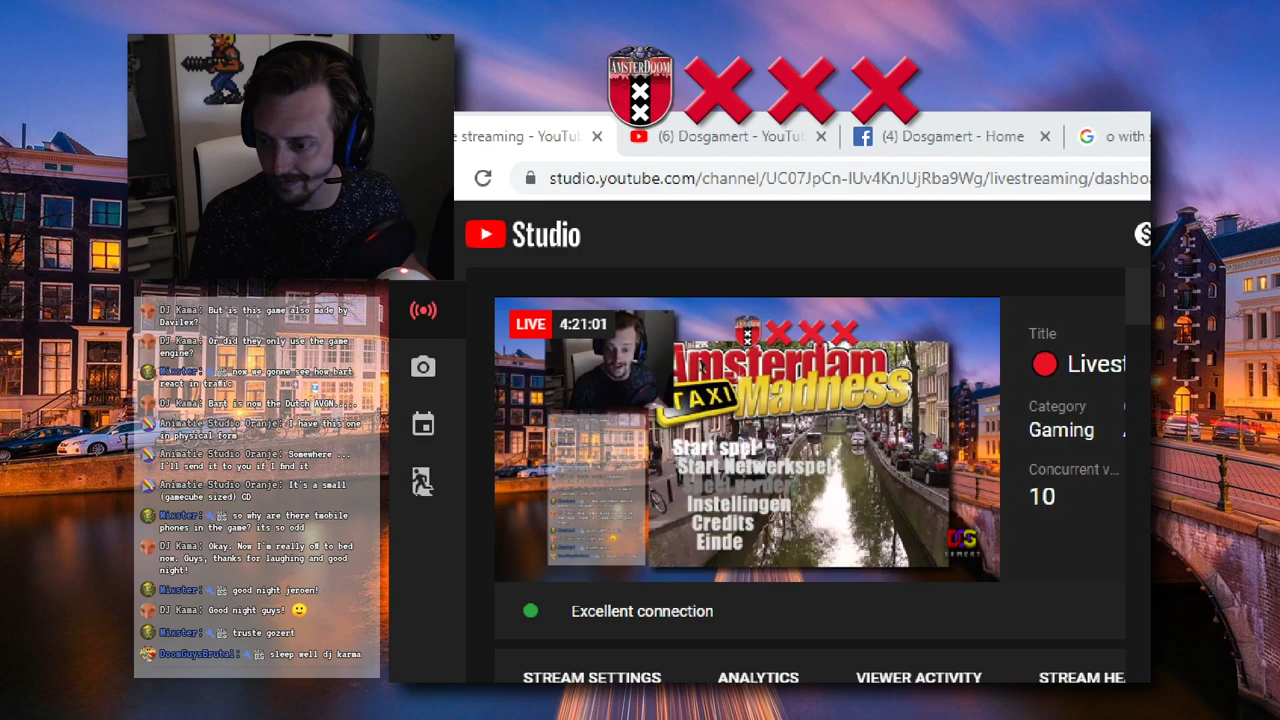 AMSTERDOOM
e streaming - YouTu
(6) Dosgamert - YouTu
(4) Dosgamert - Home
o with s
studio.youtube.com/channel/UC07JpCn-IUv4KnJUjRba9Wg/livestreaming/dashbo
Studio
LIVE 4:21:01
Amsterdam
TAXI Madness
Start spel
Start Netwerkspel
Instellingen
Credits
Einde
Title
Livest
Category
Gaming
Concurrent v...
10
Excellent connection
STREAM SETTINGS
ANALYTICS
VIEWER ACTIVITY
STREAM HE
DJ Kama: But is this game also made by
Davilex?
DJ Kama: Or did they only use the game
engine?
Mixster: now we gonne see how bart
react in traffic
DJ Kama: Bart is now the Dutch AVGN.....
Animatie Studio Oranje: I have this one
in physical form
Animatie Studio Oranje: Somewhere ...
I'll send it to you if I find it
Animatie Studio Oranje: It's a small
(gamecube sized) CD
Mixster: so why are there tmobile
phones in the game? its so odd
DJ Kama: Okay. Now I'm really off to bed
now. Guys, thanks for laughing and good
night!
Mixster: good night jeroen!
DJ Kama: Good night guys! 🙂
Mixster: truste gozert
DoomGuysBrutal: sleep well dj karma